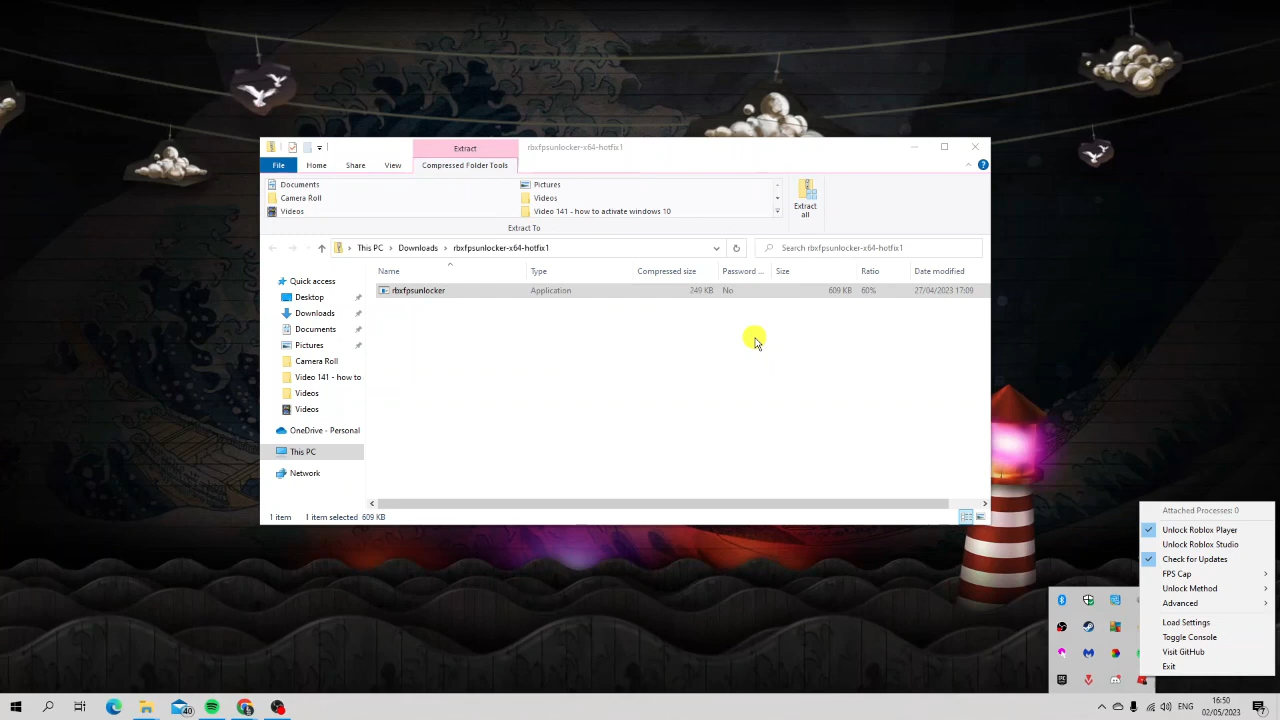 Extract
rbxfpsunlocker-x64-hotfix1
File
Home
Share
View
Compressed Folder Tools
Documents
Pictures
Camera Roll
Videos
Videos
Video 141 - how to activate windows 10
Extract
all
Extract To
This PC
Downloads
rbxfpsunlocker-x64-hotfix1
Search rbxfpsunlocker-x64-hotfix1
Name
Type
Compressed size
Password ...
Size
Ratio
Date modified
rbxfpsunlocker
Application
249 KB
No
609 KB
60%
27/04/2023 17:09
Quick access
Desktop
Downloads
Documents
Pictures
Camera Roll
Video 141 - how to
Videos
Videos
OneDrive - Personal
This PC
Network
1 item
1 item selected 609 KB
Attached Processes: 0
Unlock Roblox Player
Unlock Roblox Studio
Check for Updates
FPS Cap
Unlock Method
Advanced
Load Settings
Toggle Console
Visit GitHub
Exit
40
ENG
16:50
02/05/2023